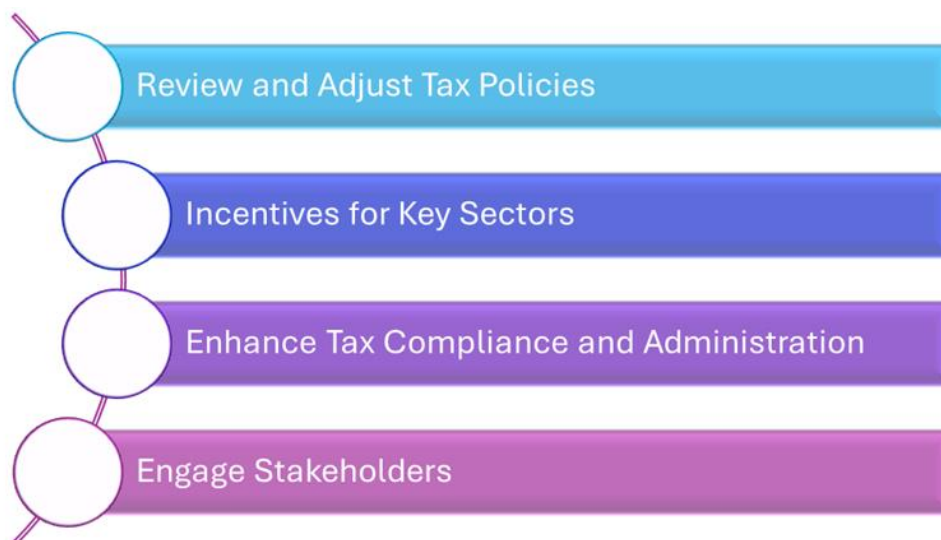 Review and Adjust Tax Policies
Incentives for Key Sectors
Enhance Tax Compliance and Administration
Engage Stakeholders